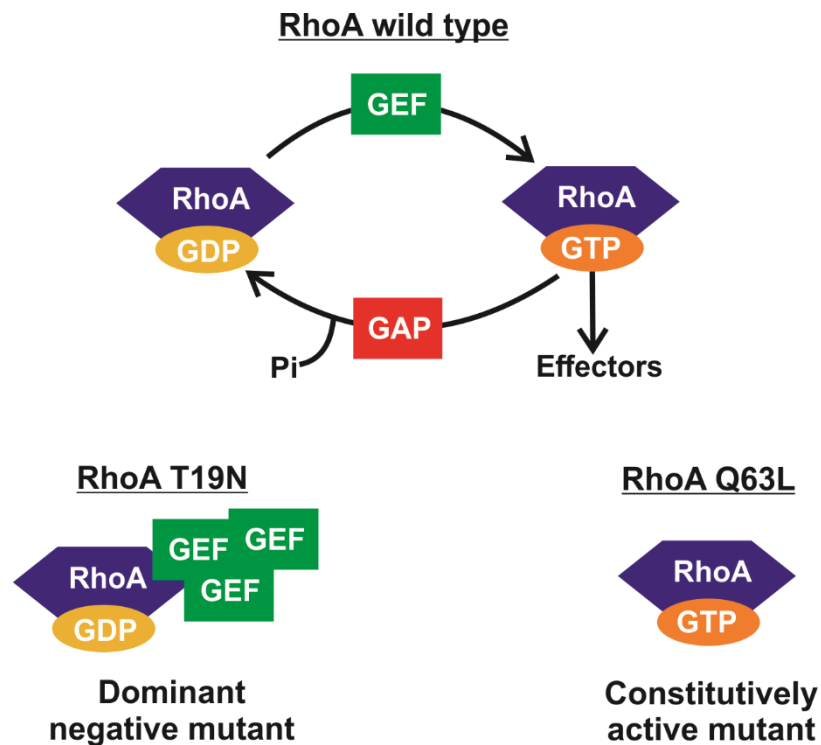 RhoA wild type
GEF
RhoA
GDP
RhoA
GTP
GAP
Pi
Effectors
RhoA T19N
RhoA
GDP
GEF
GEF
GEF
Dominant
negative mutant
RhoA Q63L
RhoA
GTP
Constitutively
active mutant